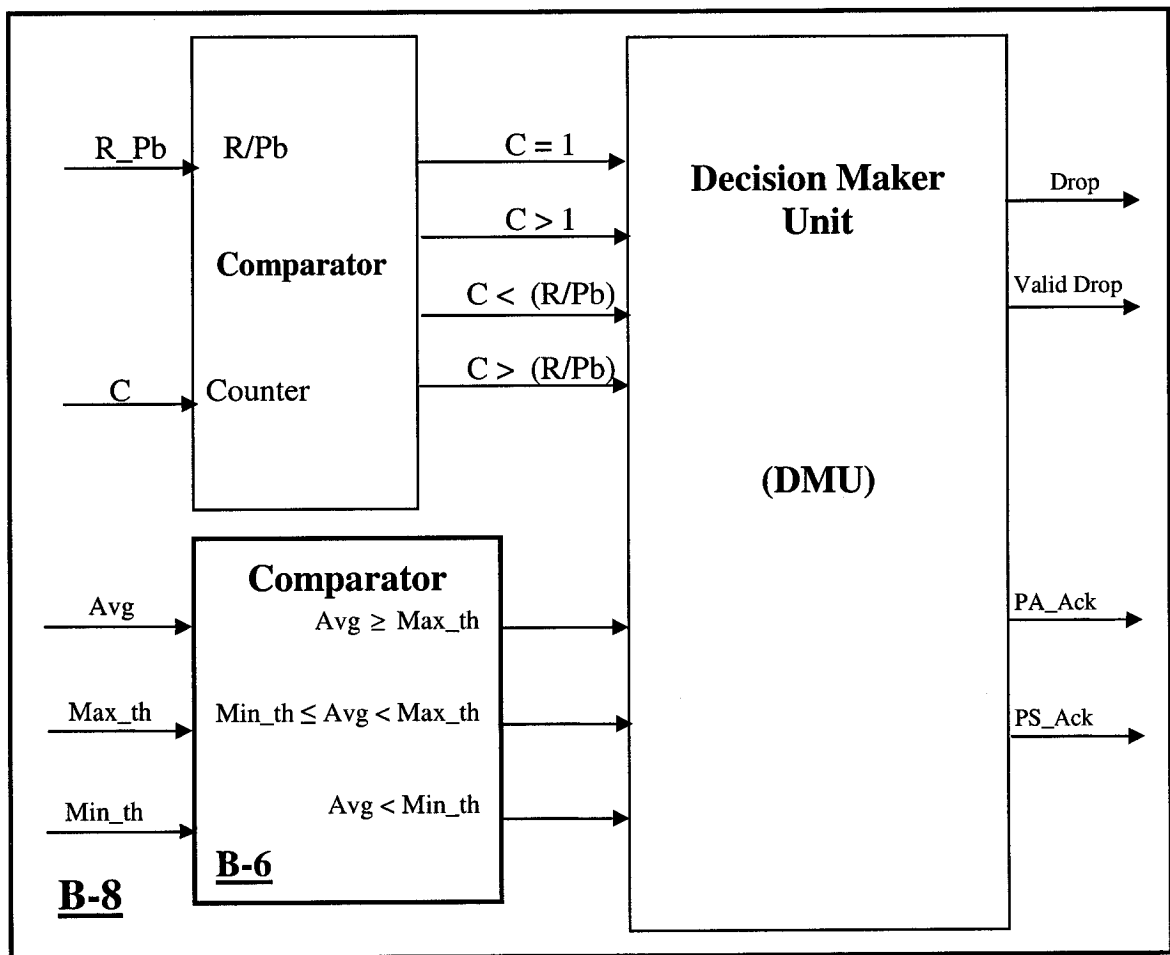 R_Pb
R/Pb
C = 1
Decision Maker
Unit
Drop
C > 1
Comparator
Valid Drop
C < (R/Pb)
C > (R/Pb)
C
Counter
(DMU)
Comparator
Avg
Avg ≥ Max_th
PA_Ack
Max_th
Min_th ≤ Avg < Max_th
PS_Ack
Min_th
Avg < Min_th
B-6
B-8